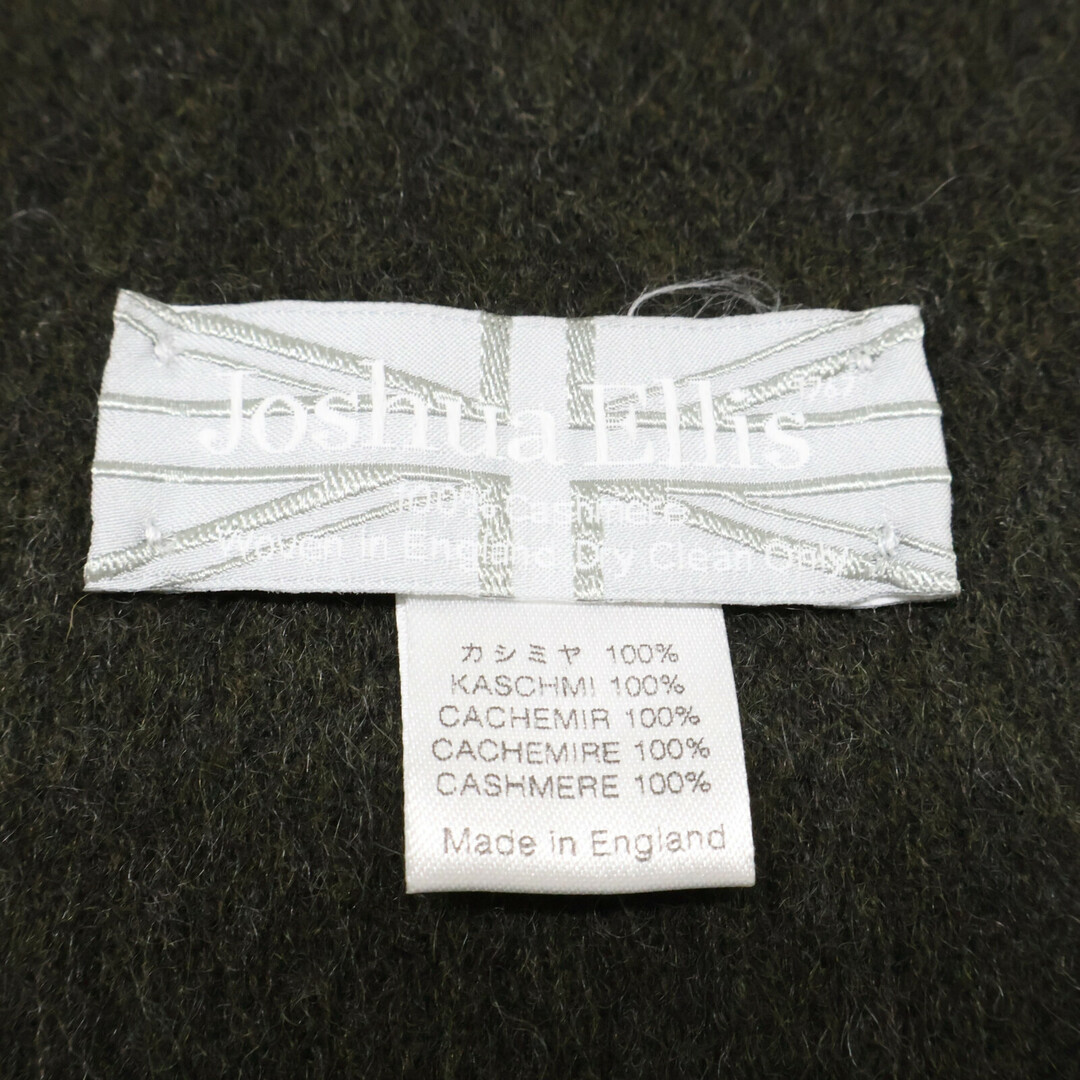 Joshua Ellis
100% Cashmere
Woven In England Dry Clean Only
カシミヤ 100%
KASCHMI 100%
CACHEMIR 100%
CACHEMIRE 100%
CASHMERE 100%
Made in England